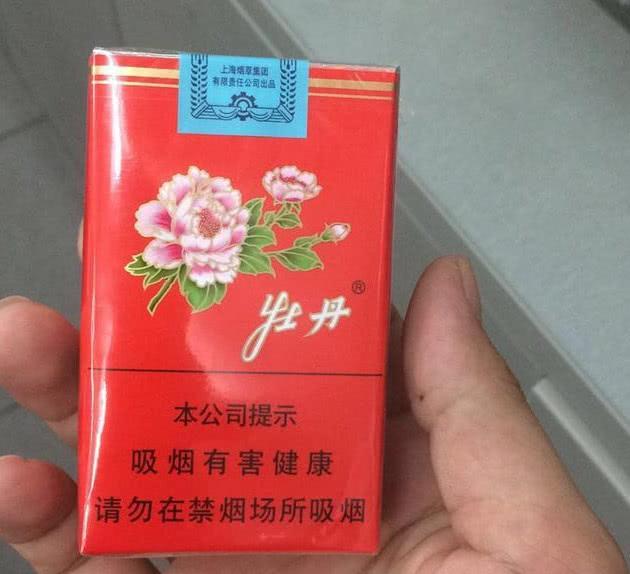 上海烟草集团
有限责任公司出品
牡丹®
本公司提示
吸烟有害健康
请勿在禁烟场所吸烟